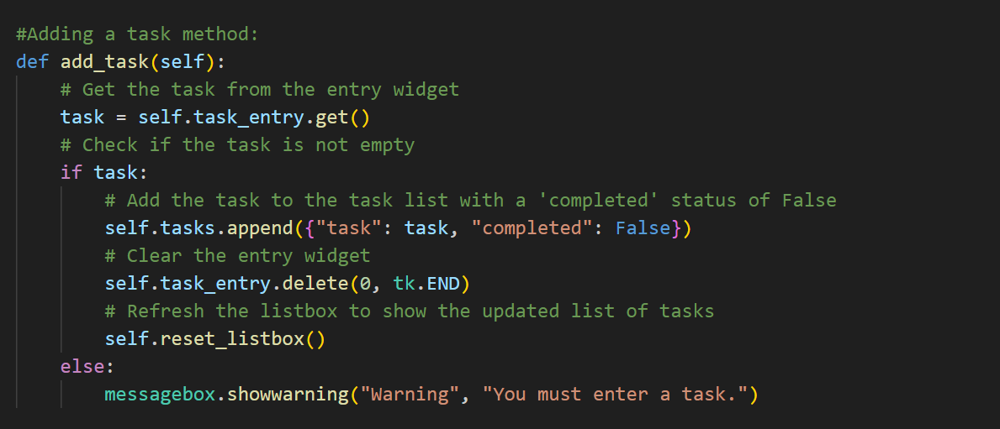 #Adding a task method:
def add_task(self):
    # Get the task from the entry widget
    task = self.task_entry.get()
    # Check if the task is not empty
    if task:
        # Add the task to the task list with a 'completed' status of False
        self.tasks.append({"task": task, "completed": False})
        # Clear the entry widget
        self.task_entry.delete(0, tk.END)
        # Refresh the listbox to show the updated list of tasks
        self.reset_listbox()
    else:
        messagebox.showwarning("Warning", "You must enter a task.")